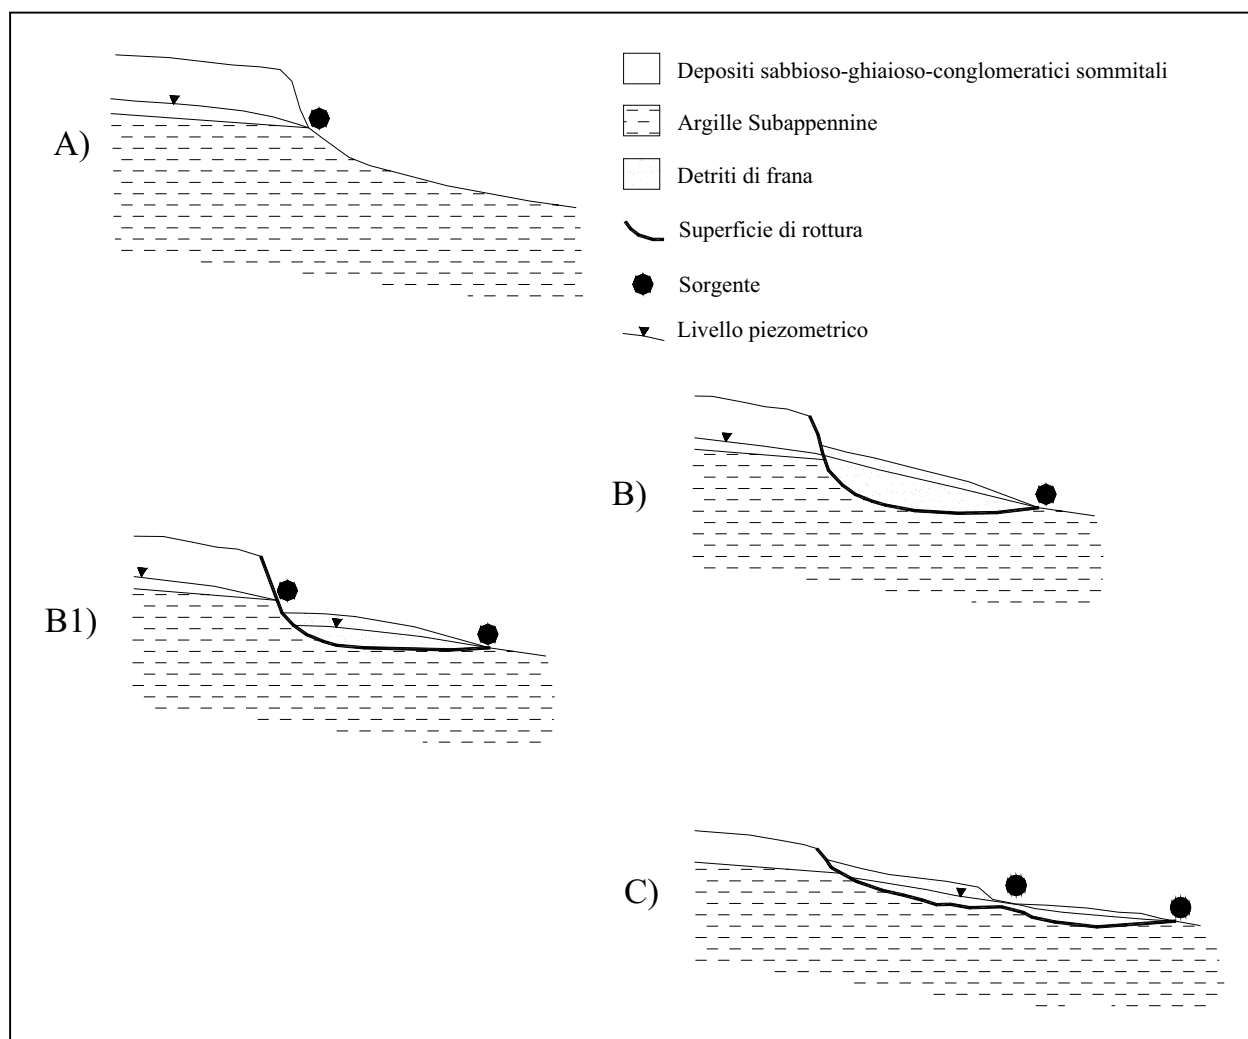 Depositi sabbioso-ghiaioso-conglomeratici sommitali
A)
Argille Subappennine
Detriti di frana
Superficie di rottura
Sorgente
Livello piezometrico
B)
B1)
C)